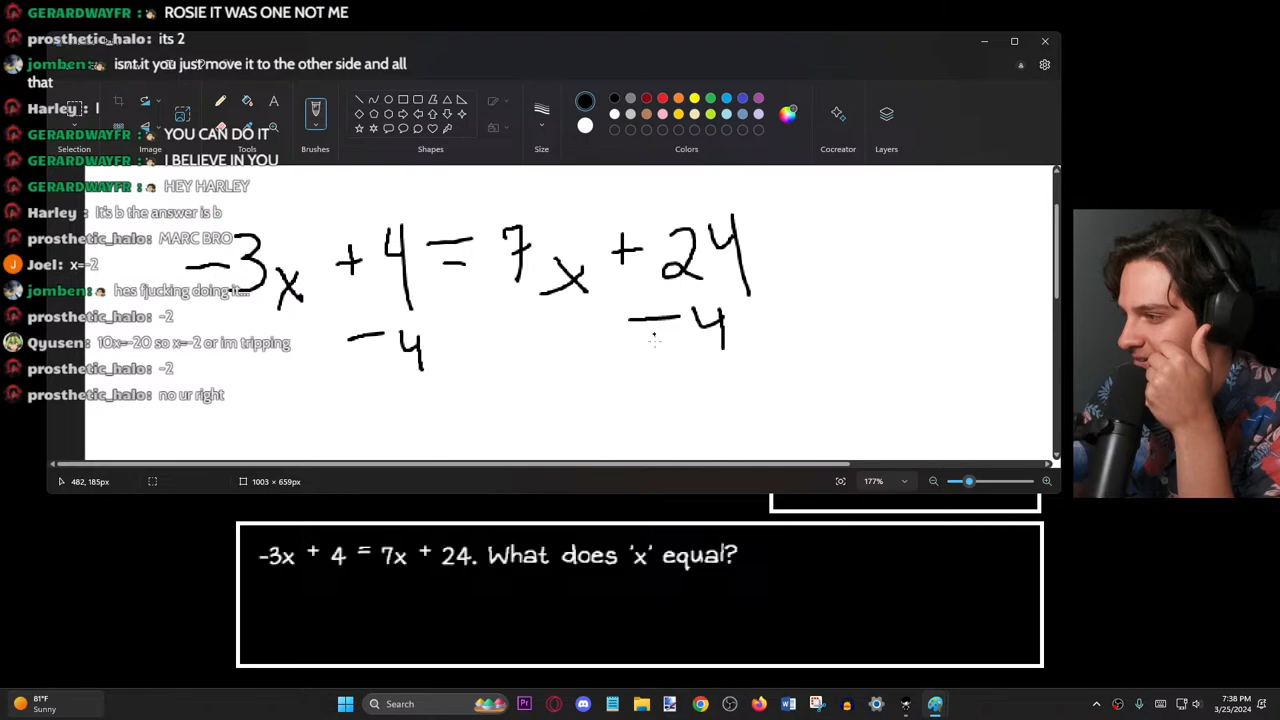 GERARDWAYFR : ROSIE IT WAS ONE NOT ME
prosthetic_halo: its 2
jomben: isnt it you just move it to the other side and all
that
Harley: I
GERARDWAYFR : YOU CAN DO IT
GERARDWAYFR : I BELIEVE IN YOU
GERARDWAYFR : HEY HARLEY
Harley: It's b the answer is b
prosthetic_halo: MARC BRO
Joel: x=-2
jomben: hes fjucking doing it...
prosthetic_halo: -2
Qyusen: 10x=-20 so x=-2 or im tripping
prosthetic_halo: -2
prosthetic_halo: no ur right
Selection
Image
Tools
Brushes
Shapes
Size
Colors
Cocreator
Layers
-3x + 4 = 7x + 24
-4 -4
482, 185px
1003 × 659px
177%
-3x + 4 = 7x + 24. What does 'x' equal?
81°F
Sunny
Search
7:38 PM
3/25/2024